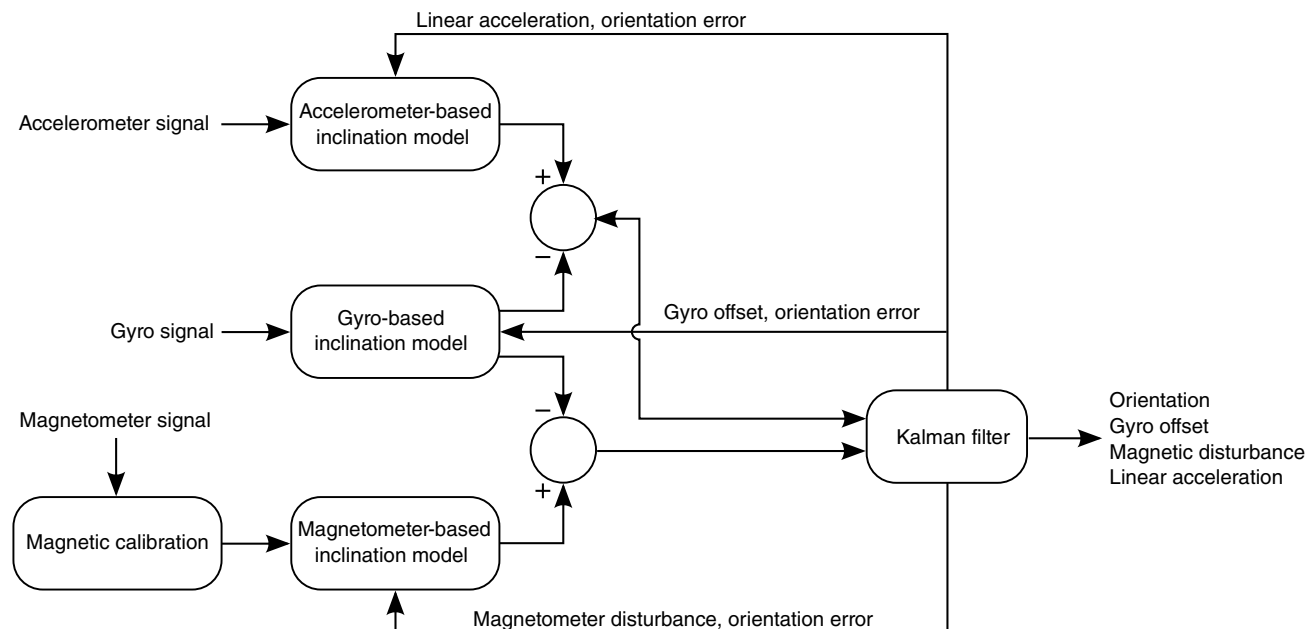 Linear acceleration, orientation error
Accelerometer signal
Accelerometer-based
inclination model
+
−
Gyro signal
Gyro-based
inclination model
Gyro offset, orientation error
Magnetometer signal
−
+
Kalman filter
Orientation
Gyro offset
Magnetic disturbance
Linear acceleration
Magnetic calibration
Magnetometer-based
inclination model
Magnetometer disturbance, orientation error